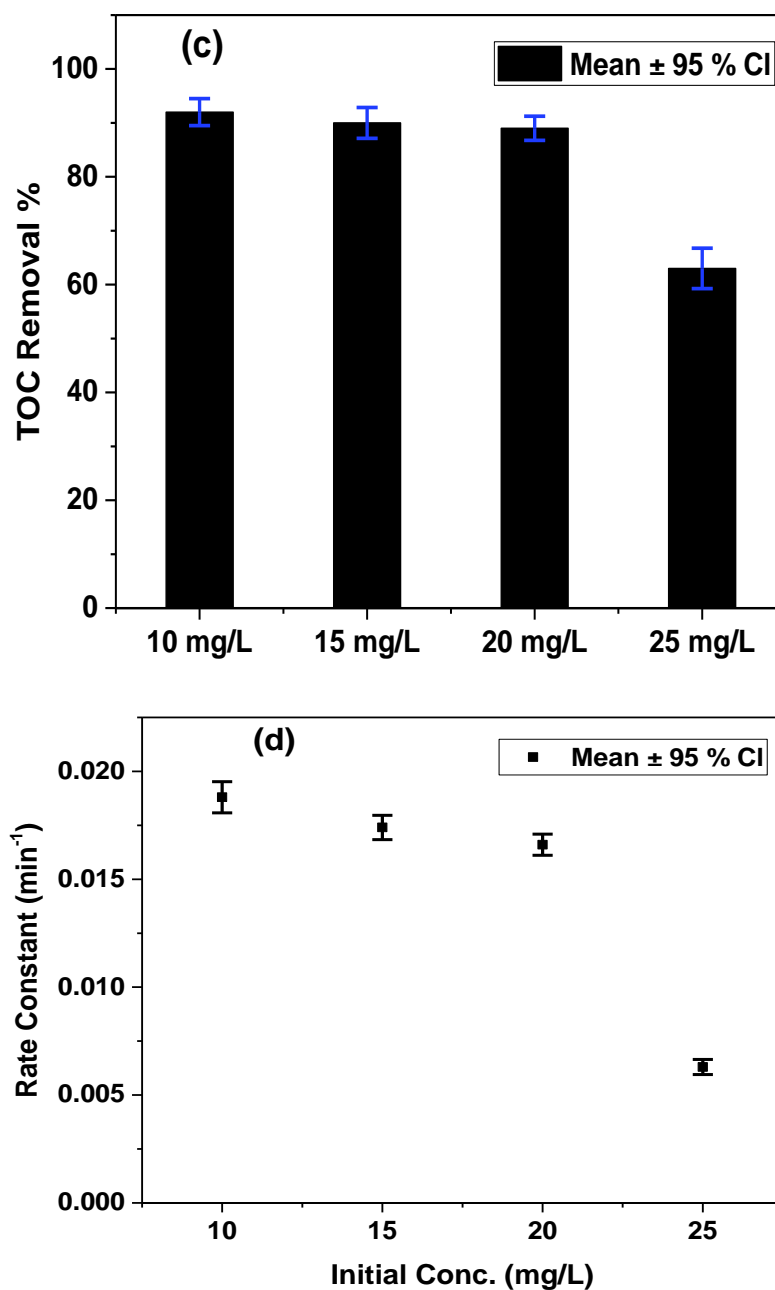 (c)
Mean ± 95 % CI
TOC Removal %
100
80
60
40
20
0
10 mg/L 15 mg/L 20 mg/L 25 mg/L
(d)
Mean ± 95 % CI
Rate Constant (min⁻¹)
0.020
0.015
0.010
0.005
0.000
10 15 20 25
Initial Conc. (mg/L)